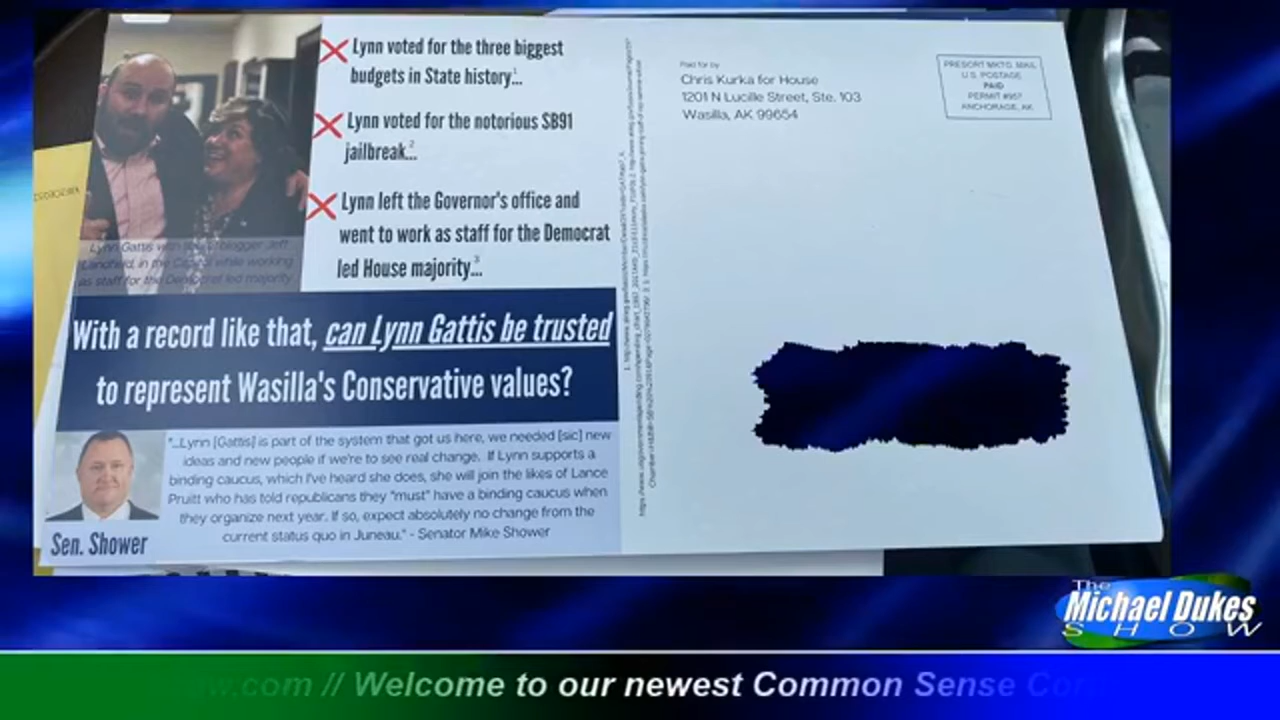 Lynn voted for the three biggest
budgets in State history¹...
Lynn voted for the notorious SB91
jailbreak...²
Lynn left the Governor's office and
went to work as staff for the Democrat
led House majority...³
Lynn Gattis with blogger Jeff
Landfield, in the Capitol while working
as staff for the Democrat led majority
With a record like that, can Lynn Gattis be trusted
to represent Wasilla's Conservative values?
"...Lynn [Gattis] is part of the system that got us here, we needed [sic] new
ideas and new people if we're to see real change. If Lynn supports a
binding caucus, which I've heard she does, she will join the likes of Lance
Pruitt who has told republicans they "must" have a binding caucus when
they organize next year. If so, expect absolutely no change from the
current status quo in Juneau." - Senator Mike Shower
Sen. Shower
Paid for by
Chris Kurka for House
1201 N Lucille Street, Ste. 103
Wasilla, AK 99654
PRESORT MKTG. MAIL
U.S. POSTAGE
PAID
PERMIT #957
ANCHORAGE, AK
The
Michael Dukes
SHOW
.com // Welcome to our newest Common Sense